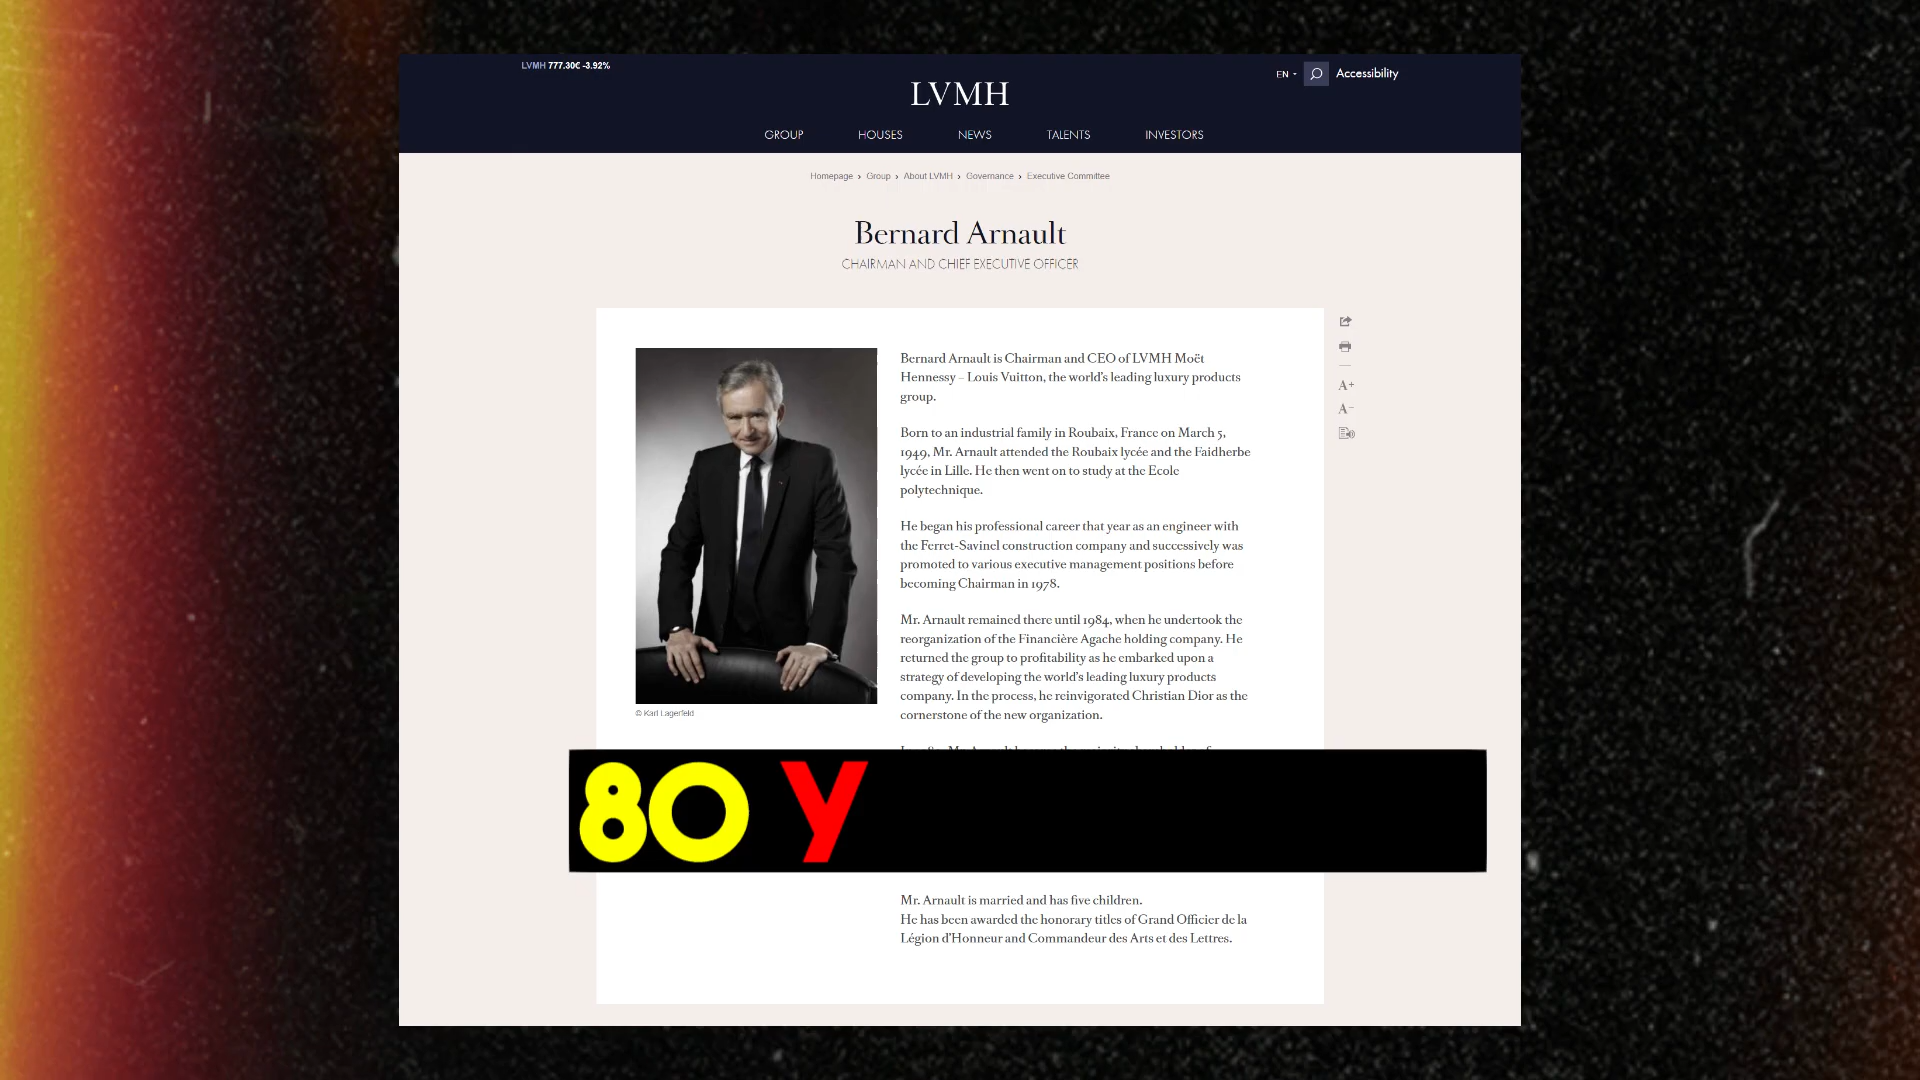 LVMH 777.30€ -3.92%
EN
Accessibility
LVMH
GROUP HOUSES NEWS TALENTS INVESTORS
Homepage › Group › About LVMH › Governance › Executive Committee
Bernard Arnault
CHAIRMAN AND CHIEF EXECUTIVE OFFICER
Bernard Arnault is Chairman and CEO of LVMH Moët
Hennessy – Louis Vuitton, the world's leading luxury products
group.
Born to an industrial family in Roubaix, France on March 5,
1949, Mr. Arnault attended the Roubaix lycée and the Faidherbe
lycée in Lille. He then went on to study at the Ecole
polytechnique.
He began his professional career that year as an engineer with
the Ferret-Savinel construction company and successively was
promoted to various executive management positions before
becoming Chairman in 1978.
Mr. Arnault remained there until 1984, when he undertook the
reorganization of the Financière Agache holding company. He
returned the group to profitability as he embarked upon a
strategy of developing the world's leading luxury products
company. In the process, he reinvigorated Christian Dior as the
cornerstone of the new organization.
© Karl Lagerfeld
A+
A-
80 Y
Mr. Arnault is married and has five children.
He has been awarded the honorary titles of Grand Officier de la
Légion d'Honneur and Commandeur des Arts et des Lettres.